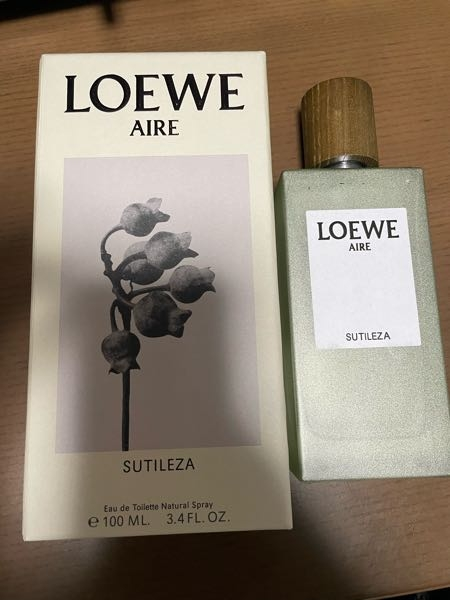 LOEWE
AIRE
SUTILEZA
Eau de Toilette Natural Spray
℮ 100 ML. 3.4 FL. OZ.
LOEWE
AIRE
SUTILEZA